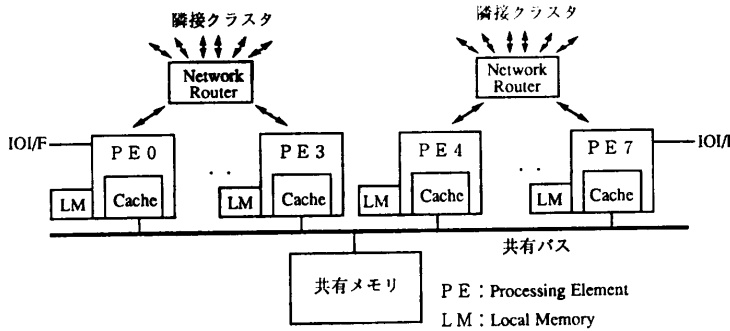 隣接クラスタ
隣接クラスタ
Network
Router
Network
Router
IOI/F
PE0
PE3
PE4
PE7
IOI/F
‥
‥
LM
Cache
LM
Cache
LM
Cache
LM
Cache
共有バス
共有メモリ
PE：Processing Element
LM：Local Memory